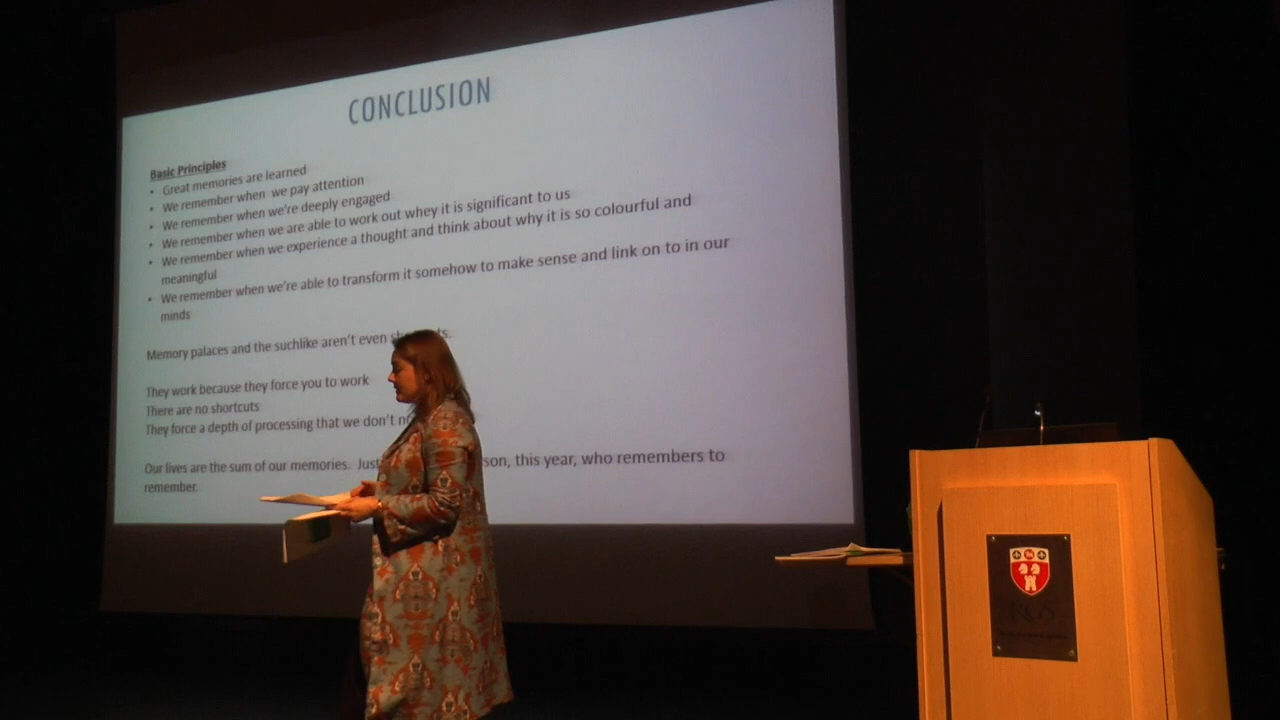 CONCLUSION
Basic Principles
• Great memories are learned
• We remember when we pay attention
• We remember when we're deeply engaged
• We remember when we are able to work out whey it is significant to us
• We remember when we experience a thought and think about why it is so colourful and
meaningful
• We remember when we're able to transform it somehow to make sense and link on to in our
minds
Memory palaces and the suchlike aren't even
They work because they force you to work
There are no shortcuts
They force a depth of processing that we don't
Our lives are the sum of our memories. Just this year, who remembers to
remember.
RGS